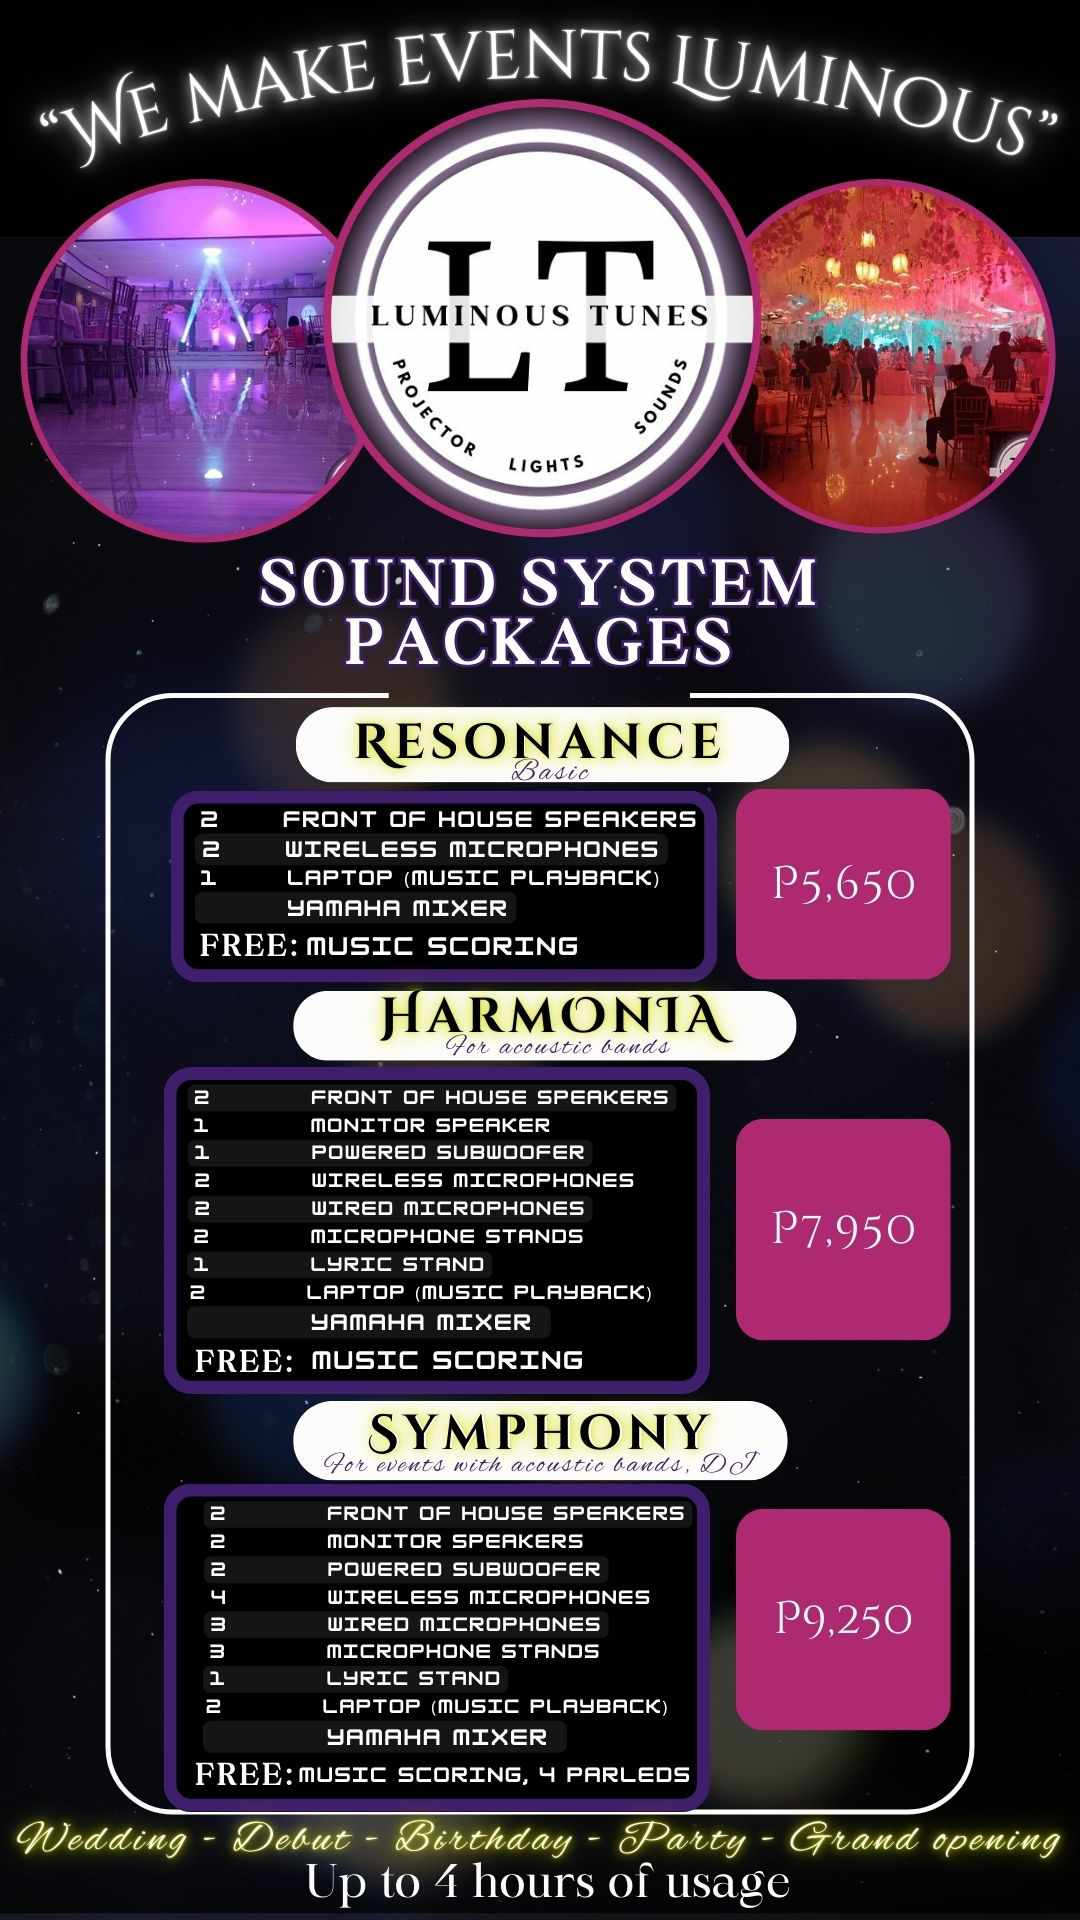 “WE MAKE EVENTS LUMINOUS”
LT
LUMINOUS TUNES
PROJECTOR LIGHTS SOUNDS
SOUND SYSTEM
PACKAGES
RESONANCE
Basic
2 FRONT OF HOUSE SPEAKERS
2 WIRELESS MICROPHONES
1 LAPTOP (MUSIC PLAYBACK)
YAMAHA MIXER
FREE: MUSIC SCORING
P5,650
HARMONIA
For acoustic bands
2 FRONT OF HOUSE SPEAKERS
1 MONITOR SPEAKER
1 POWERED SUBWOOFER
2 WIRELESS MICROPHONES
2 WIRED MICROPHONES
2 MICROPHONE STANDS
1 LYRIC STAND
2 LAPTOP (MUSIC PLAYBACK)
YAMAHA MIXER
FREE: MUSIC SCORING
P7,950
SYMPHONY
For events with acoustic bands, DJ
2 FRONT OF HOUSE SPEAKERS
2 MONITOR SPEAKERS
2 POWERED SUBWOOFER
4 WIRELESS MICROPHONES
3 WIRED MICROPHONES
3 MICROPHONE STANDS
1 LYRIC STAND
2 LAPTOP (MUSIC PLAYBACK)
YAMAHA MIXER
FREE: MUSIC SCORING, 4 PARLEDS
P9,250
Wedding - Debut - Birthday - Party - Grand opening
Up to 4 hours of usage